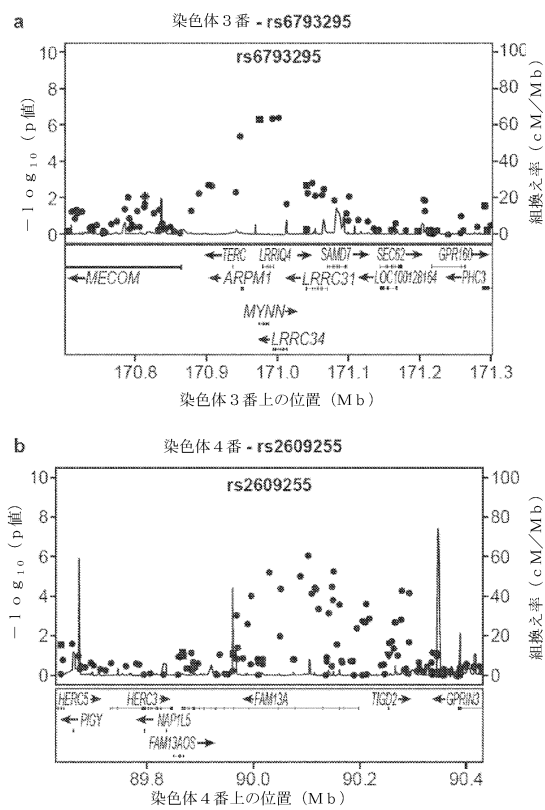 a
染色体３番 - rs6793295
rs6793295
10
8
6
4
2
0
100
80
60
40
20
0
－ｌｏｇ₁₀（ｐ値）
組換え率（ｃＭ／Ｍｂ）
TERC LRRIQ4 SAMD7 SEC62 GPR160
MECOM ARPM1 LRRC31 LOC100128164 PHC3
MYNN
LRRC34
170.8 170.9 171.0 171.1 171.2 171.3
染色体３番上の位置（Ｍｂ）
b
染色体４番 - rs2609255
rs2609255
10
8
6
4
2
0
100
80
60
40
20
0
－ｌｏｇ₁₀（ｐ値）
組換え率（ｃＭ／Ｍｂ）
HERC5 HERC3 FAM13A TIGD2 GPRIN3
PIGY NAP1L5
FAM13AOS
89.8 90.0 90.2 90.4
染色体４番上の位置（Ｍｂ）